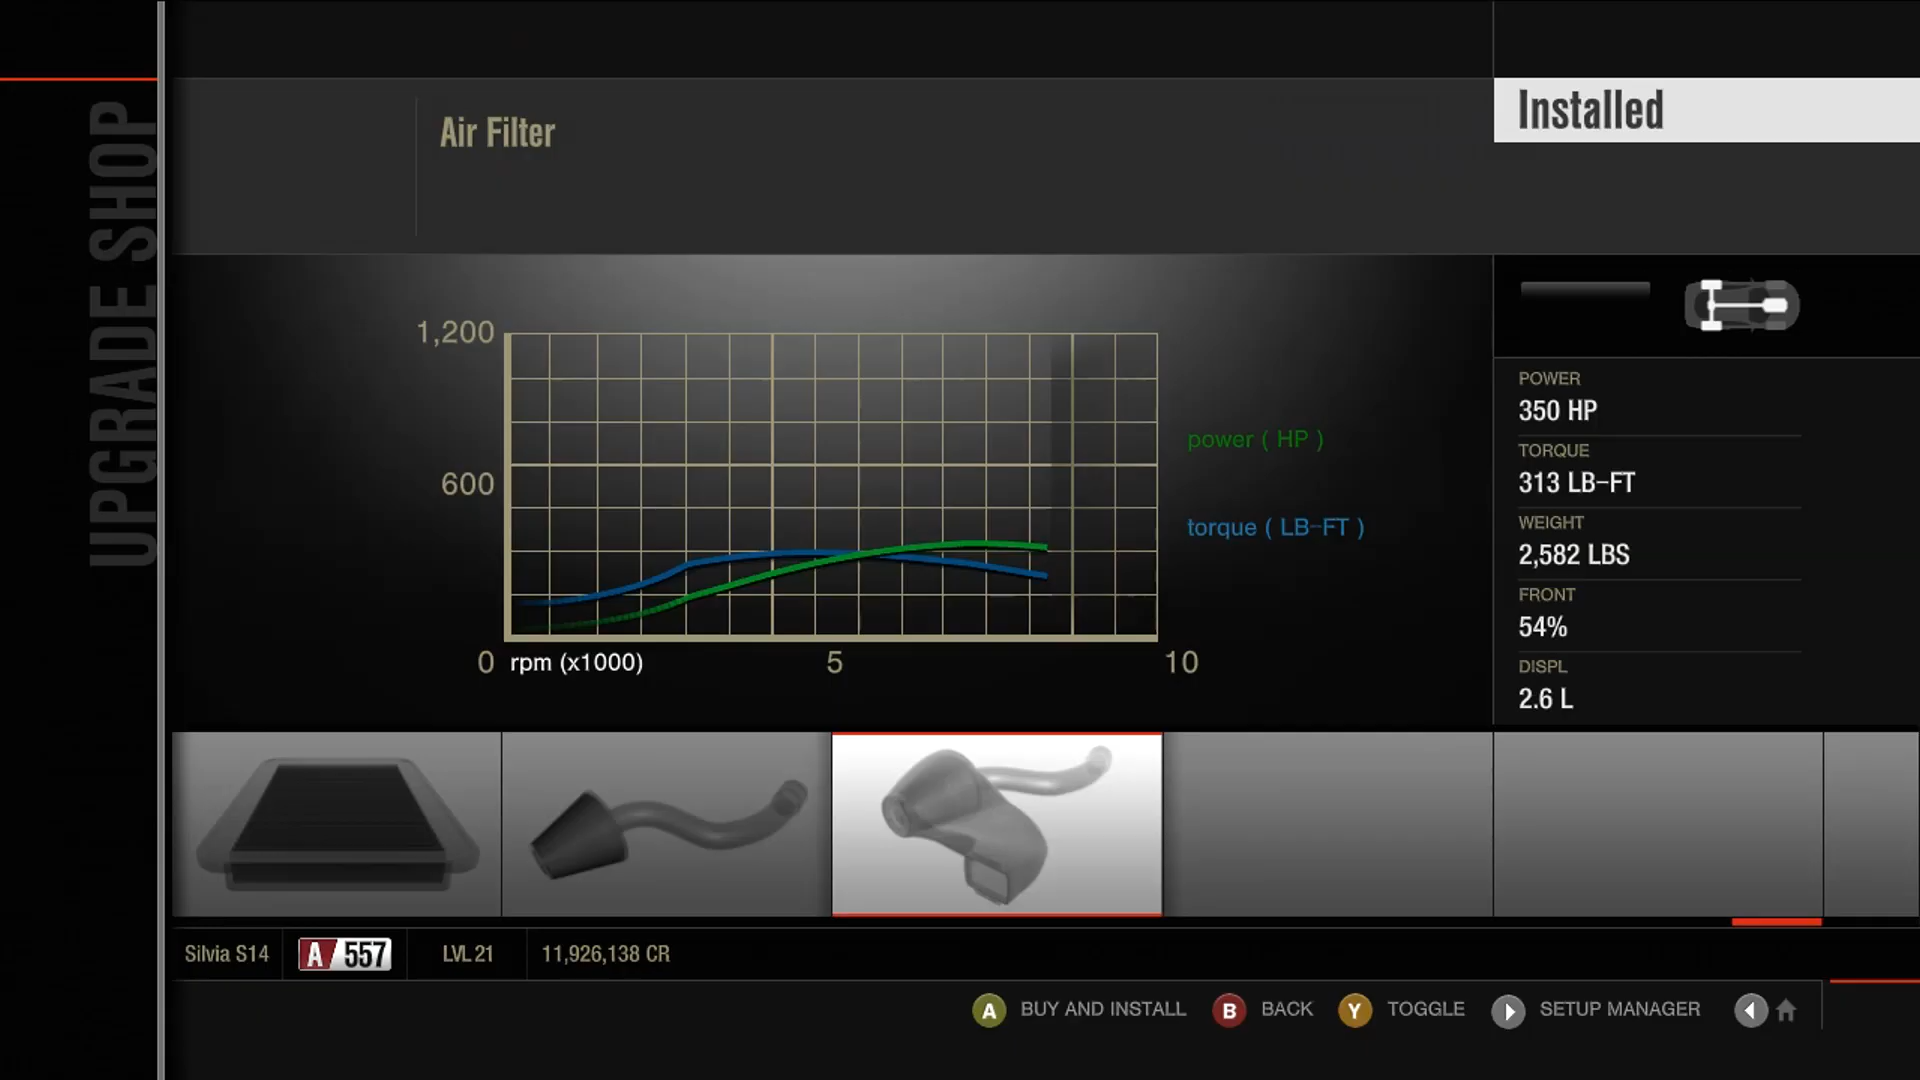 UPGRADE SHOP
Air Filter
Installed
1,200
600
0
rpm (x1000)
5
10
power ( HP )
torque ( LB-FT )
POWER
350 HP
TORQUE
313 LB-FT
WEIGHT
2,582 LBS
FRONT
54%
DISPL
2.6 L
Silvia S14
A 557
LVL 21
11,926,138 CR
A BUY AND INSTALL
B BACK
Y TOGGLE
SETUP MANAGER